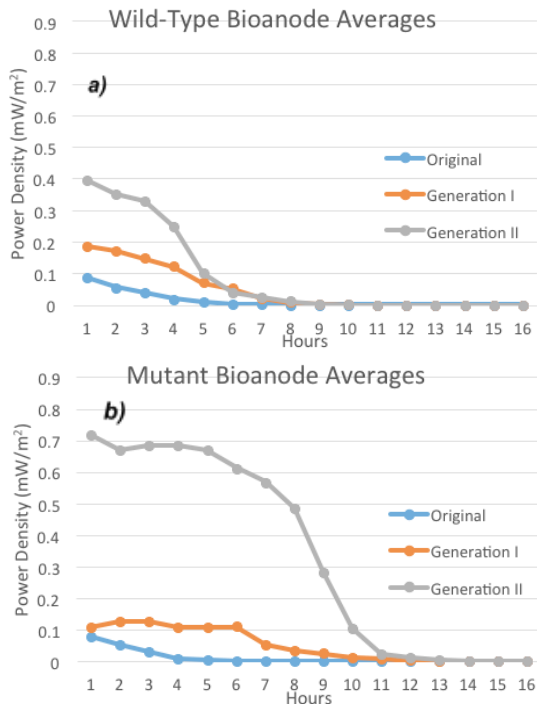 Wild-Type Bioanode Averages
a)
Power Density (mW/m²)
0.9
0.8
0.7
0.6
0.5
0.4
0.3
0.2
0.1
0
Original
Generation I
Generation II
1 2 3 4 5 6 7 8 9 10 11 12 13 14 15 16
Hours
Mutant Bioanode Averages
b)
Power Density (mW/m²)
0.9
0.8
0.7
0.6
0.5
0.4
0.3
0.2
0.1
0
Original
Generation I
Generation II
1 2 3 4 5 6 7 8 9 10 11 12 13 14 15 16
Hours